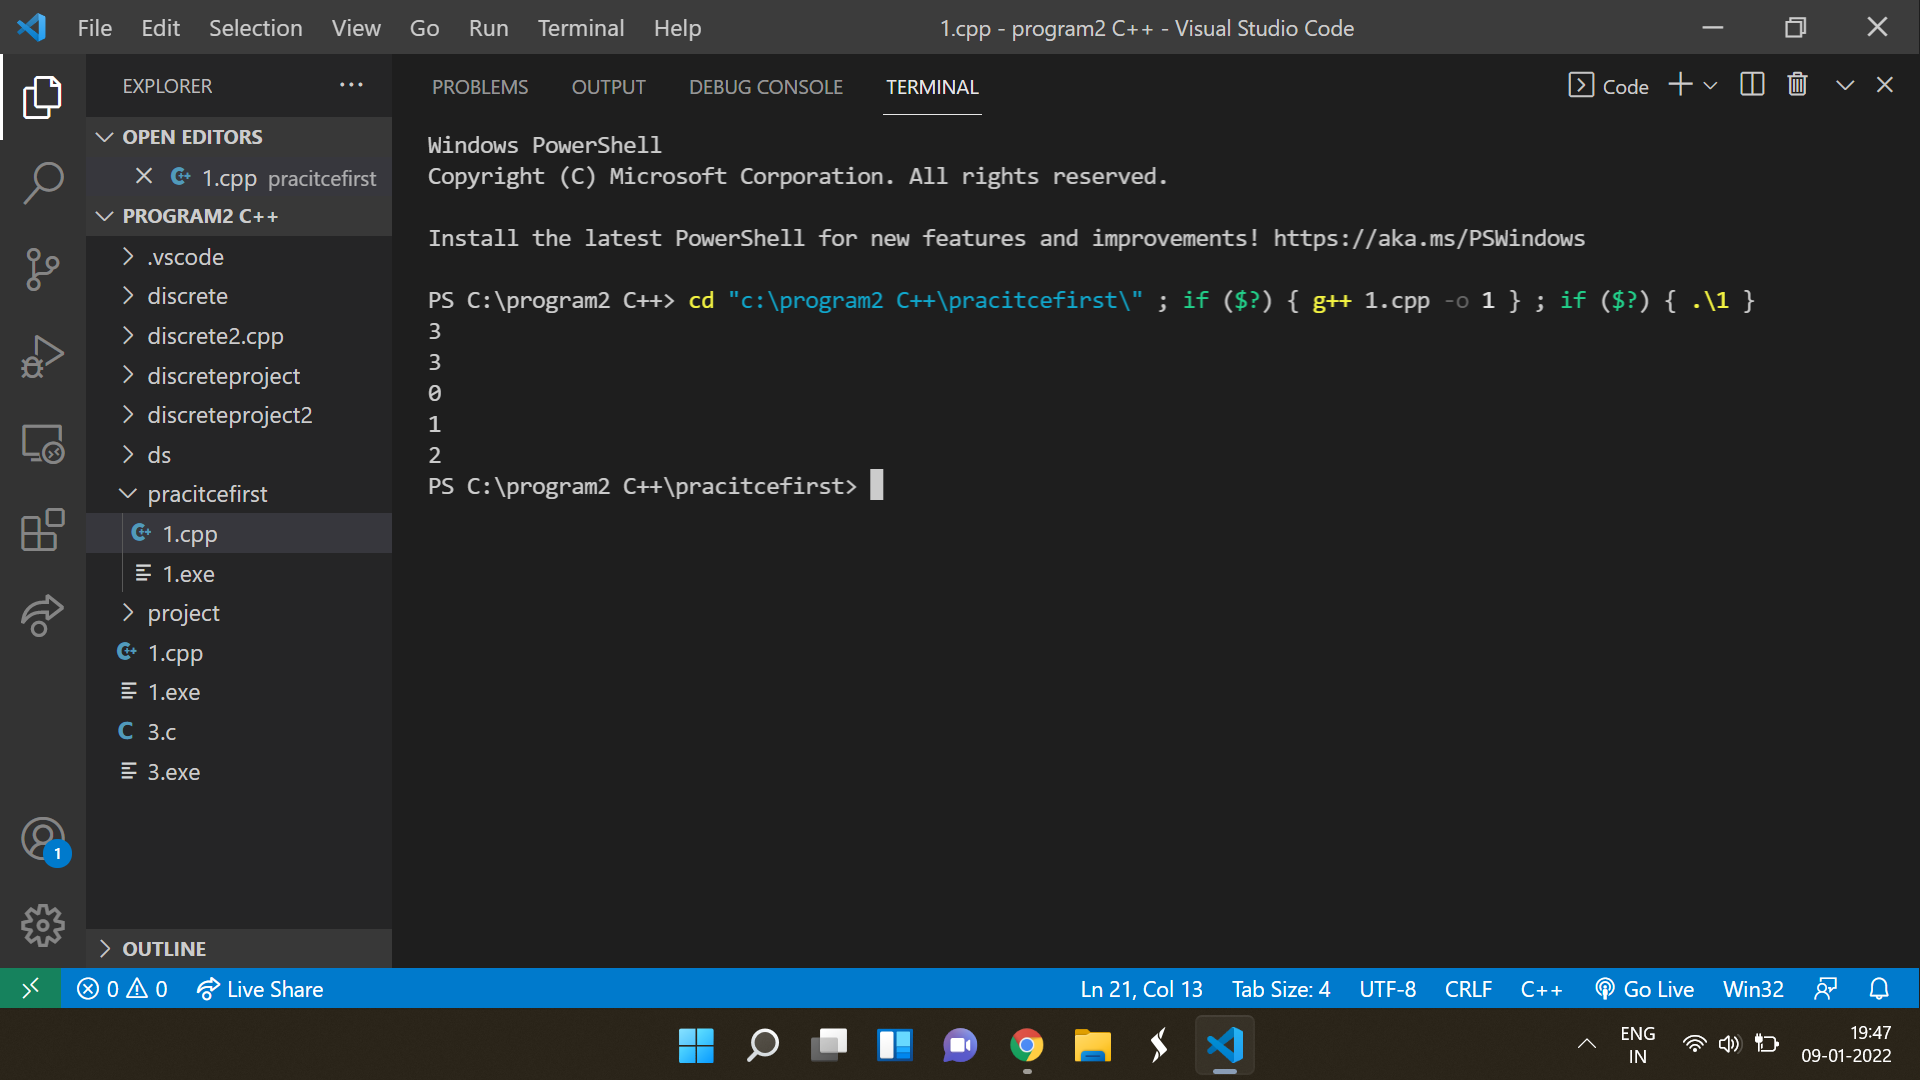 File Edit Selection View Go Run Terminal Help
1.cpp - program2 C++ - Visual Studio Code
EXPLORER
PROBLEMS OUTPUT DEBUG CONSOLE TERMINAL
Code
OPEN EDITORS
1.cpp pracitcefirst
PROGRAM2 C++
.vscode
discrete
discrete2.cpp
discreteproject
discreteproject2
ds
pracitcefirst
1.cpp
1.exe
project
1.cpp
1.exe
3.c
3.exe
OUTLINE
Windows PowerShell
Copyright (C) Microsoft Corporation. All rights reserved.
Install the latest PowerShell for new features and improvements! https://aka.ms/PSWindows
PS C:\program2 C++> cd "c:\program2 C++\pracitcefirst\" ; if ($?) { g++ 1.cpp -o 1 } ; if ($?) { .\1 }
3
3
0
1
2
PS C:\program2 C++\pracitcefirst>
1
0 0 Live Share
Ln 21, Col 13 Tab Size: 4 UTF-8 CRLF C++ Go Live Win32
ENG
IN
19:47
09-01-2022